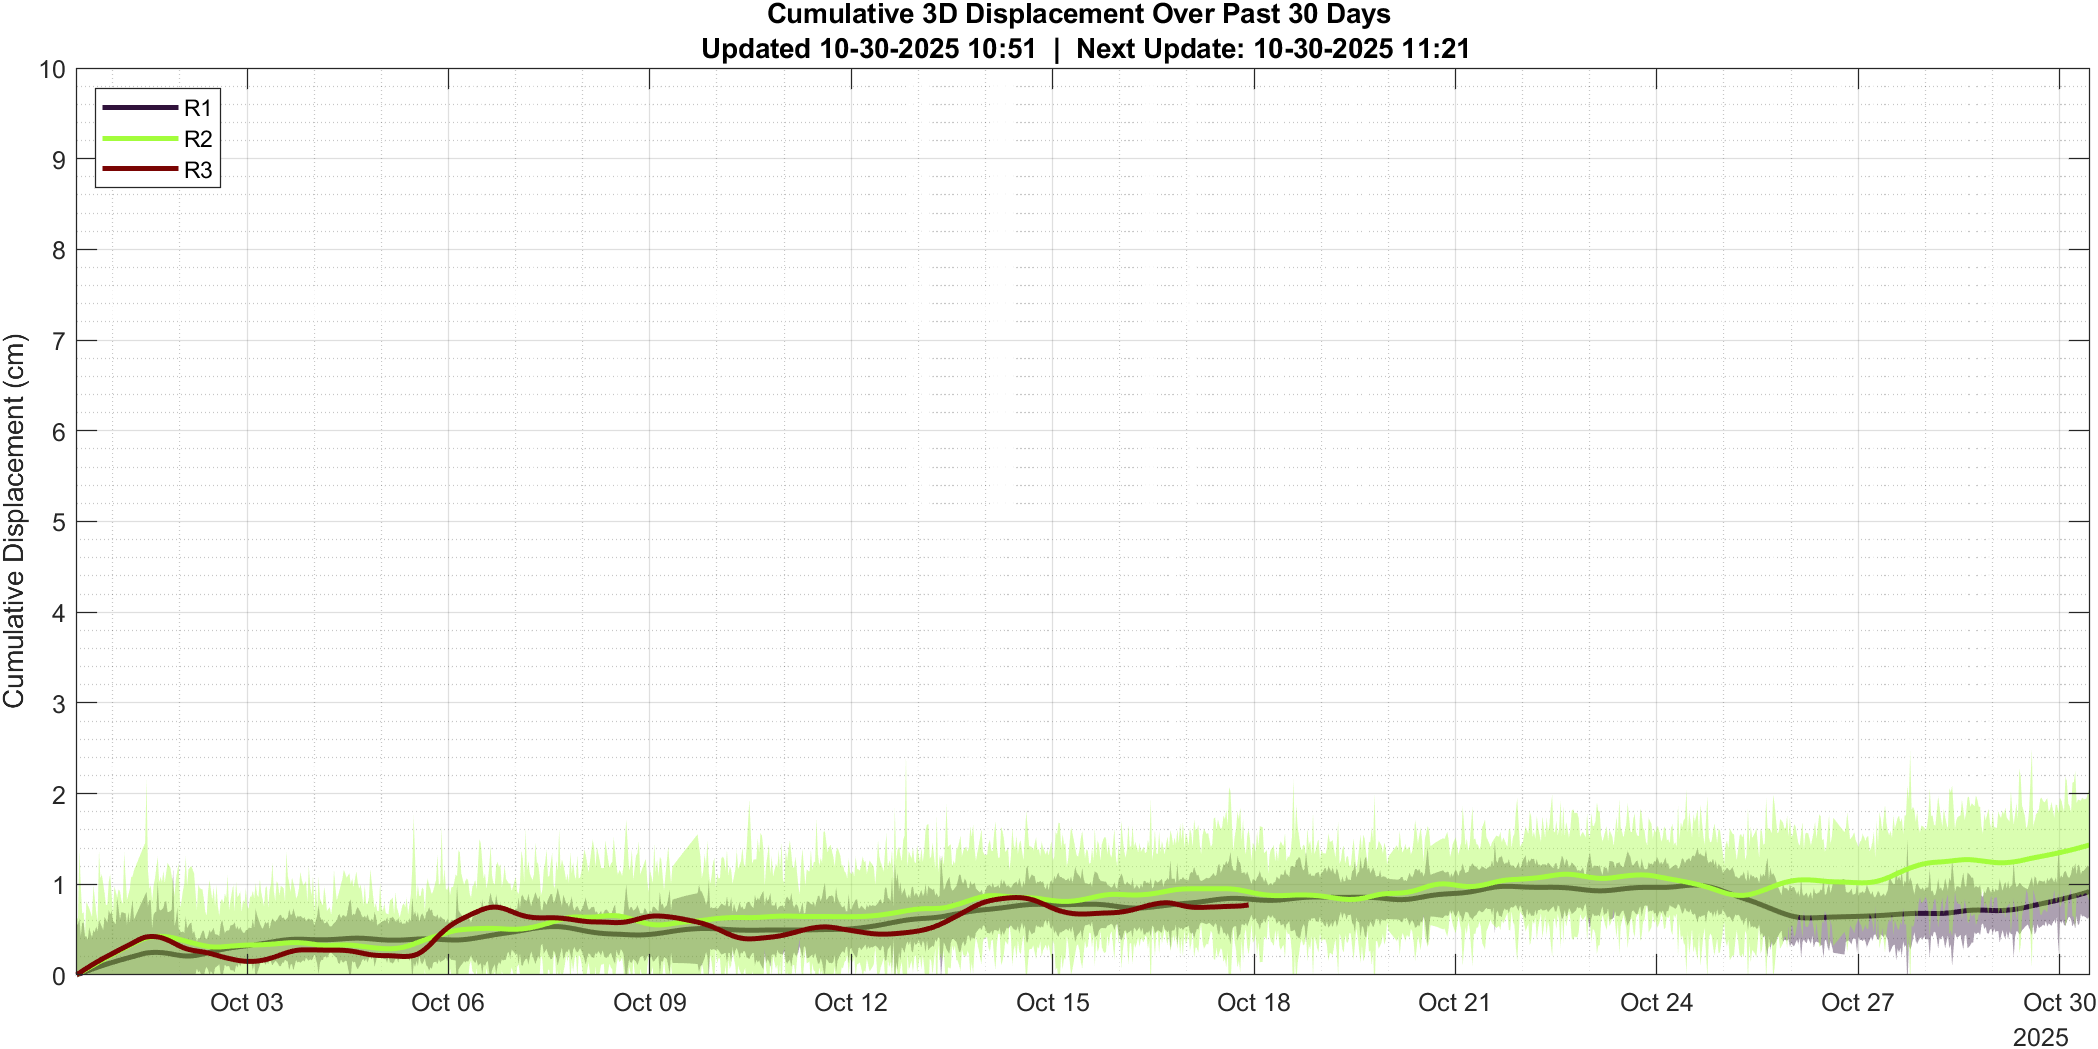 Cumulative 3D Displacement Over Past 30 Days
Updated 10-30-2025 10:51 | Next Update: 10-30-2025 11:21
R1
R2
R3
Cumulative Displacement (cm)
10
9
8
7
6
5
4
3
2
1
0
Oct 03 Oct 06 Oct 09 Oct 12 Oct 15 Oct 18 Oct 21 Oct 24 Oct 27 Oct 30
2025